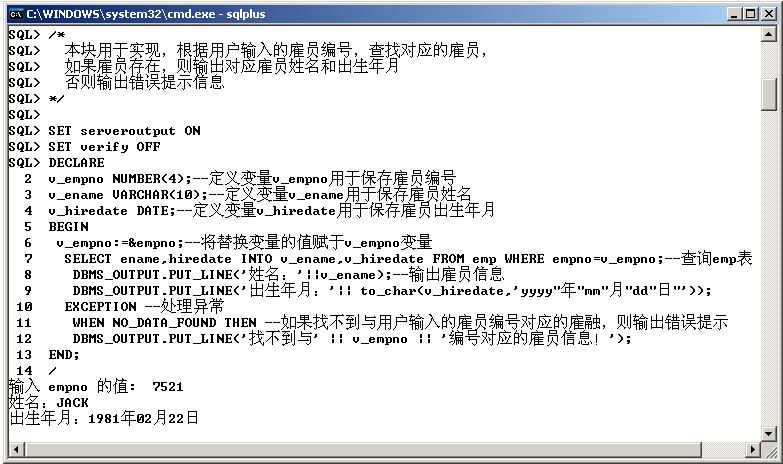 C:\WINDOWS\system32\cmd.exe - sqlplus
SQL> /*
SQL>   本块用于实现，根据用户输入的雇员编号，查找对应的雇员，
SQL>   如果雇员存在，则输出对应雇员姓名和出生年月
SQL>   否则输出错误提示信息
SQL> */
SQL>
SQL> SET serveroutput ON
SQL> SET verify OFF
SQL> DECLARE
  2  v_empno NUMBER(4);--定义变量v_empno用于保存雇员编号
  3  v_ename VARCHAR(10);--定义变量v_ename用于保存雇员姓名
  4  v_hiredate DATE;--定义变量v_hiredate用于保存雇员出生年月
  5  BEGIN
  6   v_empno:=&empno;--将替换变量的值赋于v_empno变量
  7    SELECT ename,hiredate INTO v_ename,v_hiredate FROM emp WHERE empno=v_empno;--查询emp表
  8     DBMS_OUTPUT.PUT_LINE('姓名：'||v_ename);--输出雇员信息
  9     DBMS_OUTPUT.PUT_LINE('出生年月：'|| to_char(v_hiredate,'yyyy"年"mm"月"dd"日"'));
 10    EXCEPTION --处理异常
 11     WHEN NO_DATA_FOUND THEN --如果找不到与用户输入的雇员编号对应的雇融，则输出错误提示
 12     DBMS_OUTPUT.PUT_LINE('找不到与' || v_empno || '编号对应的雇员信息！');
 13  END;
 14  /
输入 empno 的值:  7521
姓名：JACK
出生年月：1981年02月22日